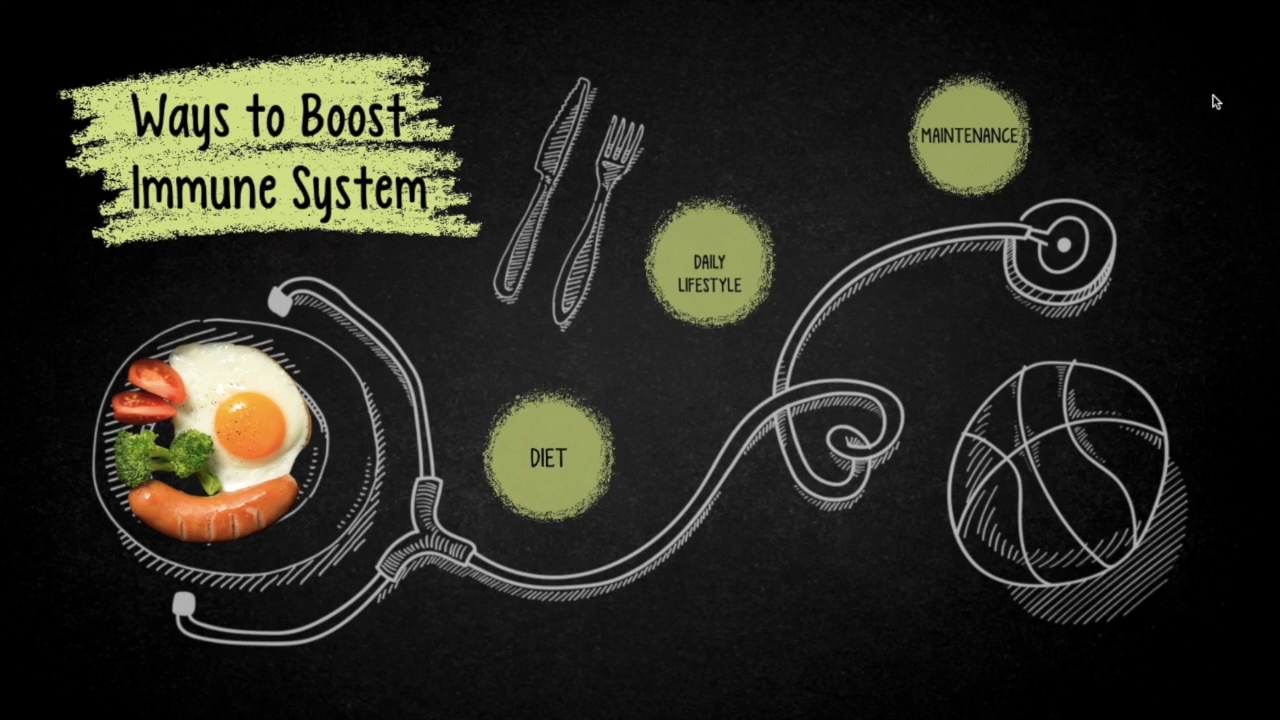 Ways to Boost
Immune System
MAINTENANCE
DAILY
LIFESTYLE
DIET